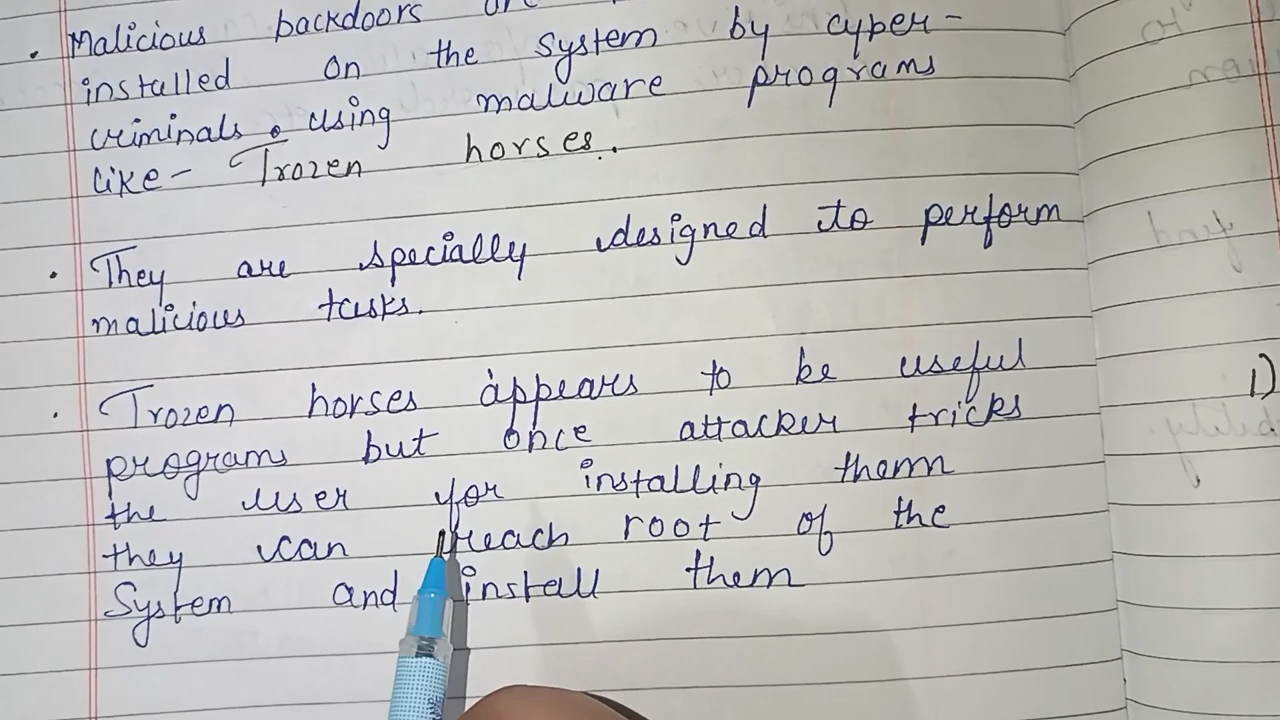 . Malicious backdoors are
installed on the system by cyper-
criminals. using malware programs
like- Trozen horses..
. They are specially designed to perform
malicious tasks.
. Trozen horses appears to be useful
programs but once attacker tricks
the user for installing them
they can reach root of the
System and install them
1)